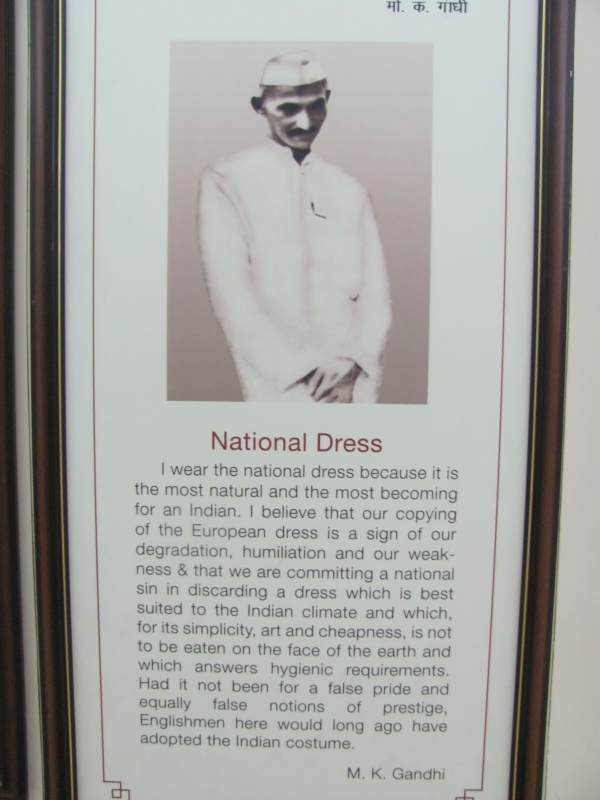 मो. क. गांधी
National Dress
I wear the national dress because it is
the most natural and the most becoming
for an Indian. I believe that our copying
of the European dress is a sign of our
degradation, humiliation and our weak-
ness & that we are committing a national
sin in discarding a dress which is best
suited to the Indian climate and which,
for its simplicity, art and cheapness, is not
to be eaten on the face of the earth and
which answers hygienic requirements.
Had it not been for a false pride and
equally false notions of prestige,
Englishmen here would long ago have
adopted the Indian costume.
M. K. Gandhi